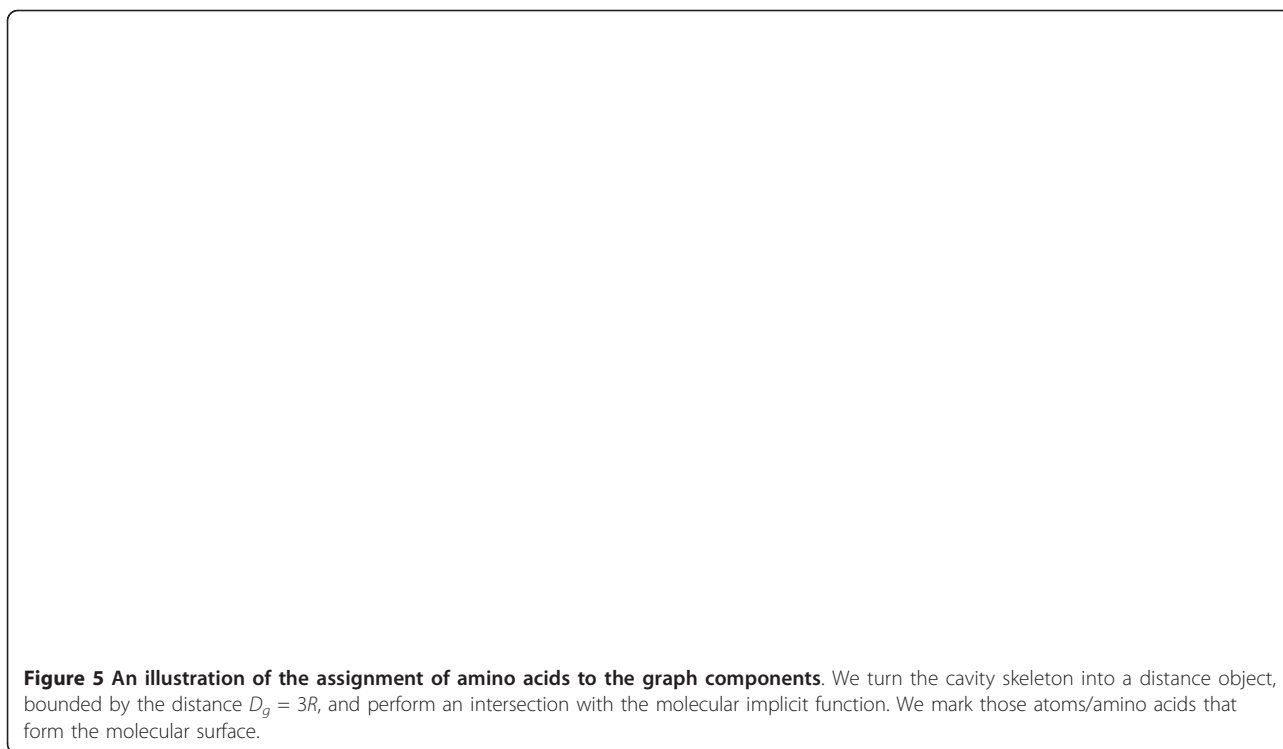 Figure 5 An illustration of the assignment of amino acids to the graph components. We turn the cavity skeleton into a distance object,
bounded by the distance D_g = 3R, and perform an intersection with the molecular implicit function. We mark those atoms/amino acids that
form the molecular surface.